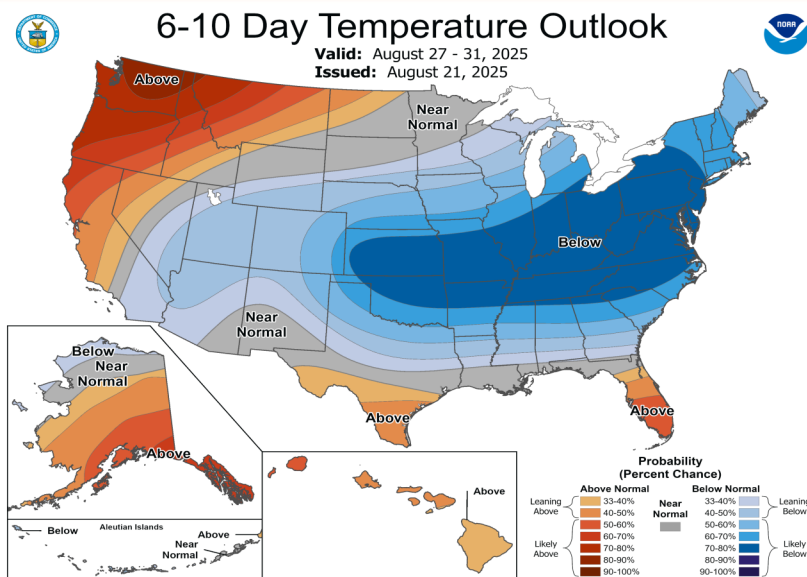 6-10 Day Temperature Outlook
Valid: August 27 - 31, 2025
Issued: August 21, 2025
NOAA
Above
Near
Normal
Below
Near
Normal
Above
Above
Below
Near
Normal
Above
Below
Aleutian Islands
Above
Near
Normal
Above
Probability
(Percent Chance)
Above Normal
Below Normal
Leaning
Above
Likely
Above
33-40%
40-50%
50-60%
60-70%
70-80%
80-90%
90-100%
Near
Normal
33-40%
40-50%
50-60%
60-70%
70-80%
80-90%
90-100%
Leaning
Below
Likely
Below